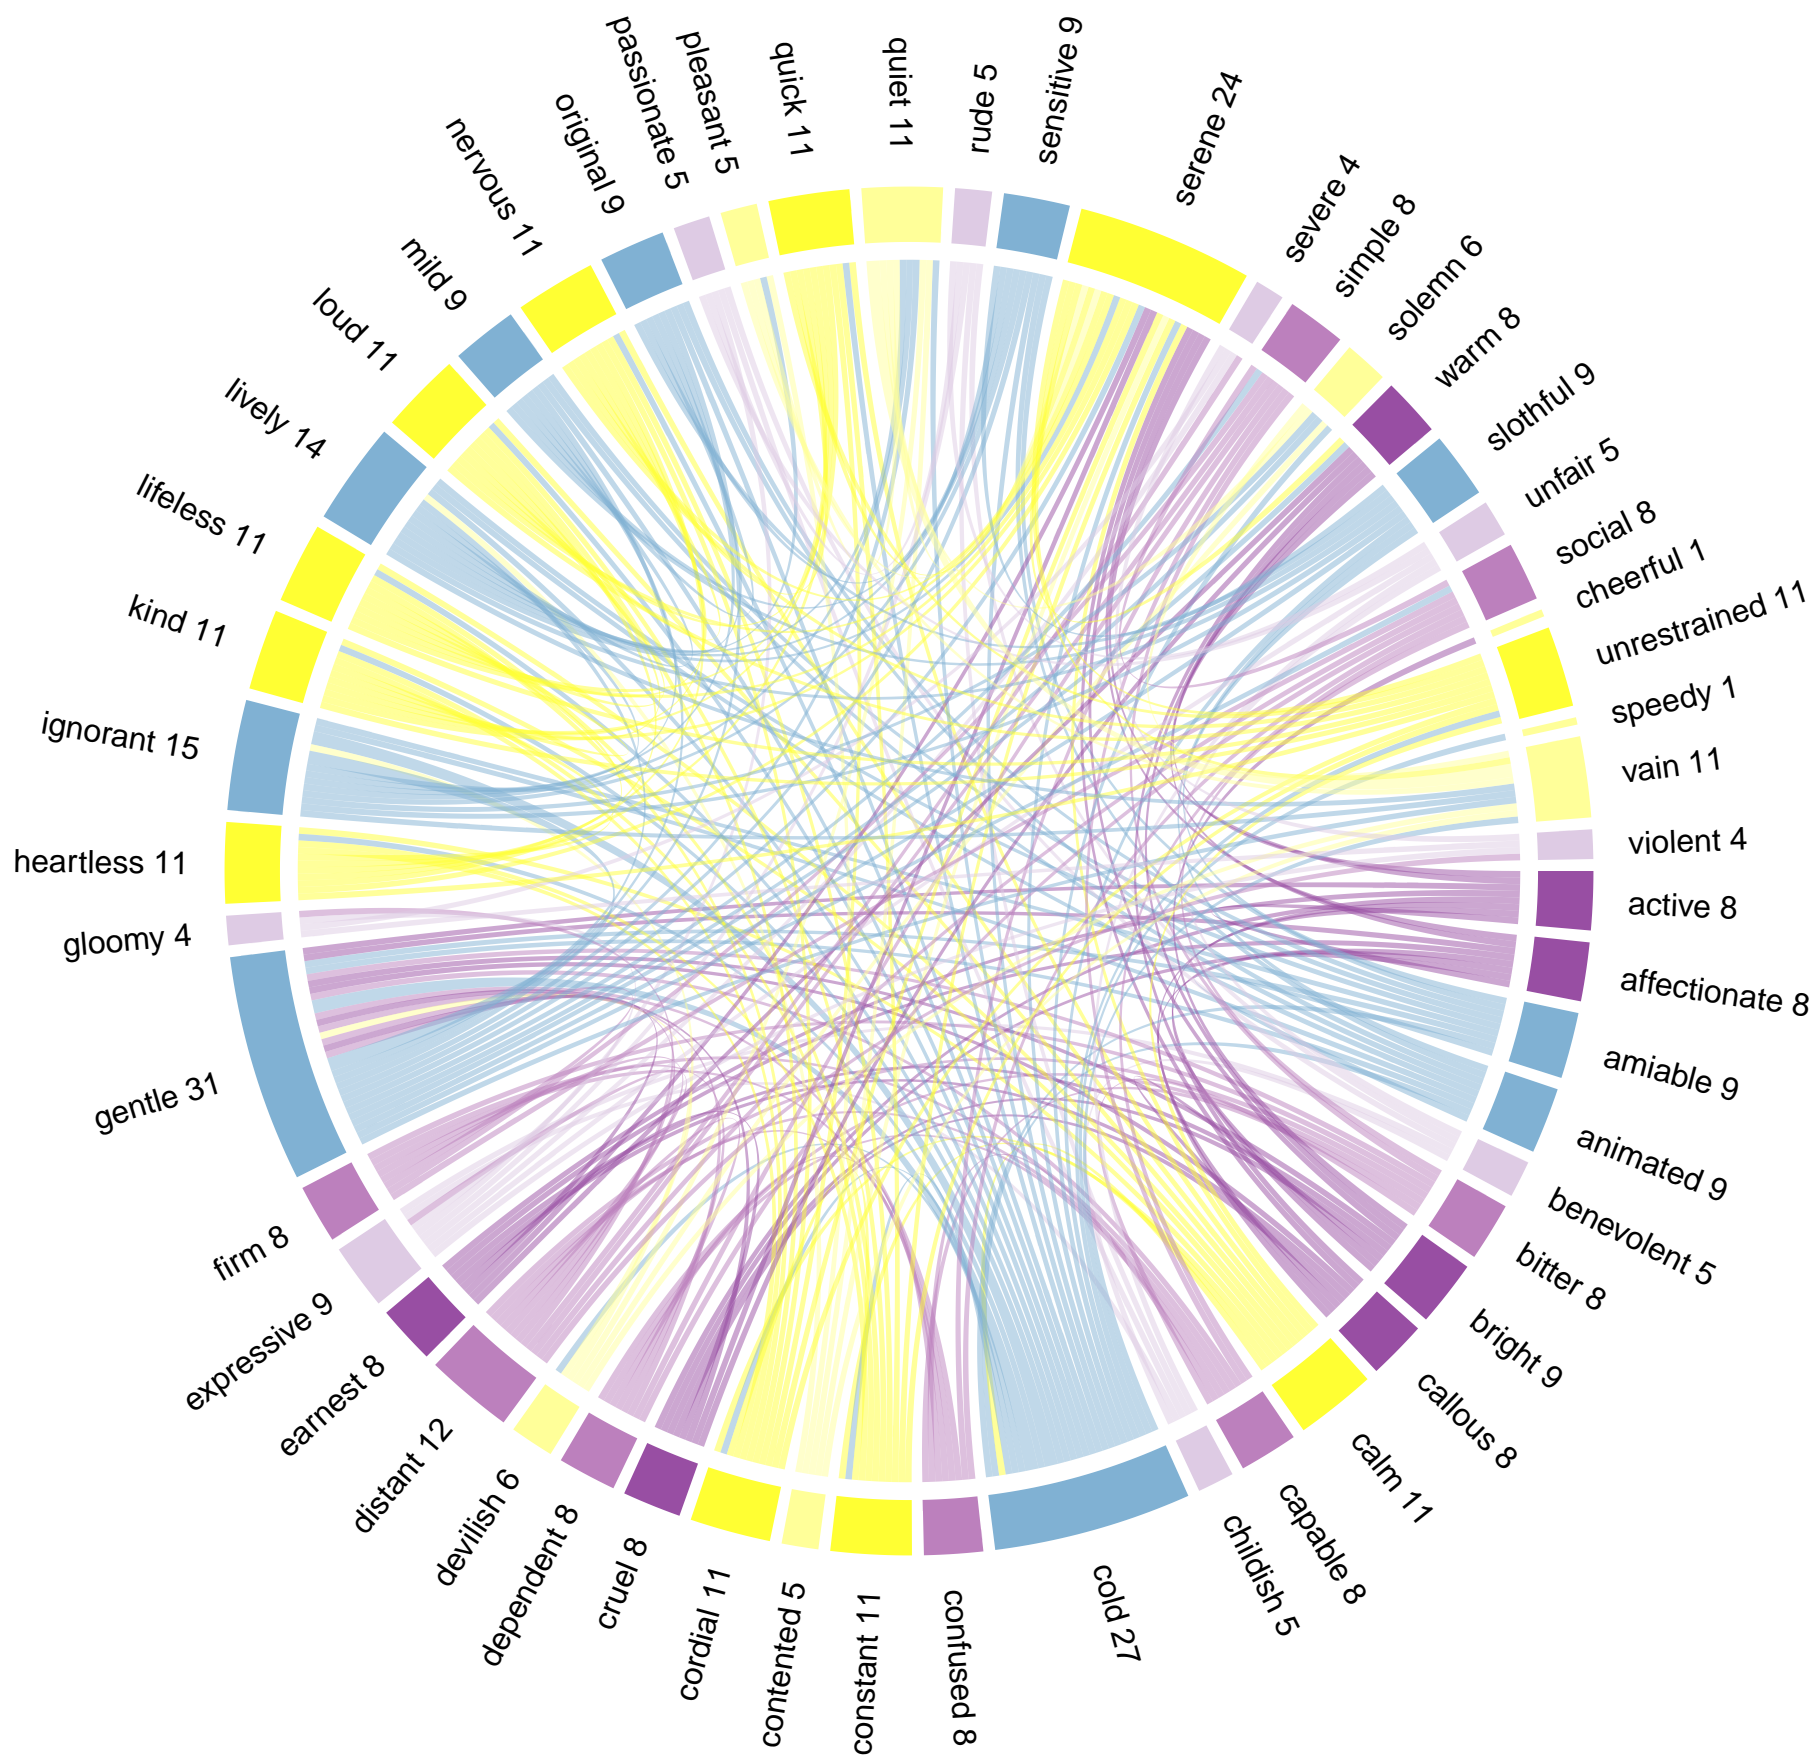 passionate 5
pleasant 5
quick 11
quiet 11
rude 5
sensitive 9
serene 24
severe 4
simple 8
solemn 6
warm 8
slothful 9
unfair 5
social 8
cheerful 1
unrestrained 11
speedy 1
vain 11
violent 4
active 8
affectionate 8
amiable 9
animated 9
benevolent 5
bitter 8
bright 9
callous 8
calm 11
capable 8
childish 5
cold 27
confused 8
constant 11
contented 5
cordial 11
cruel 8
dependent 8
devilish 6
distant 12
earnest 8
expressive 9
firm 8
gentle 31
gloomy 4
heartless 11
ignorant 15
kind 11
lifeless 11
lively 14
loud 11
mild 9
nervous 11
original 9